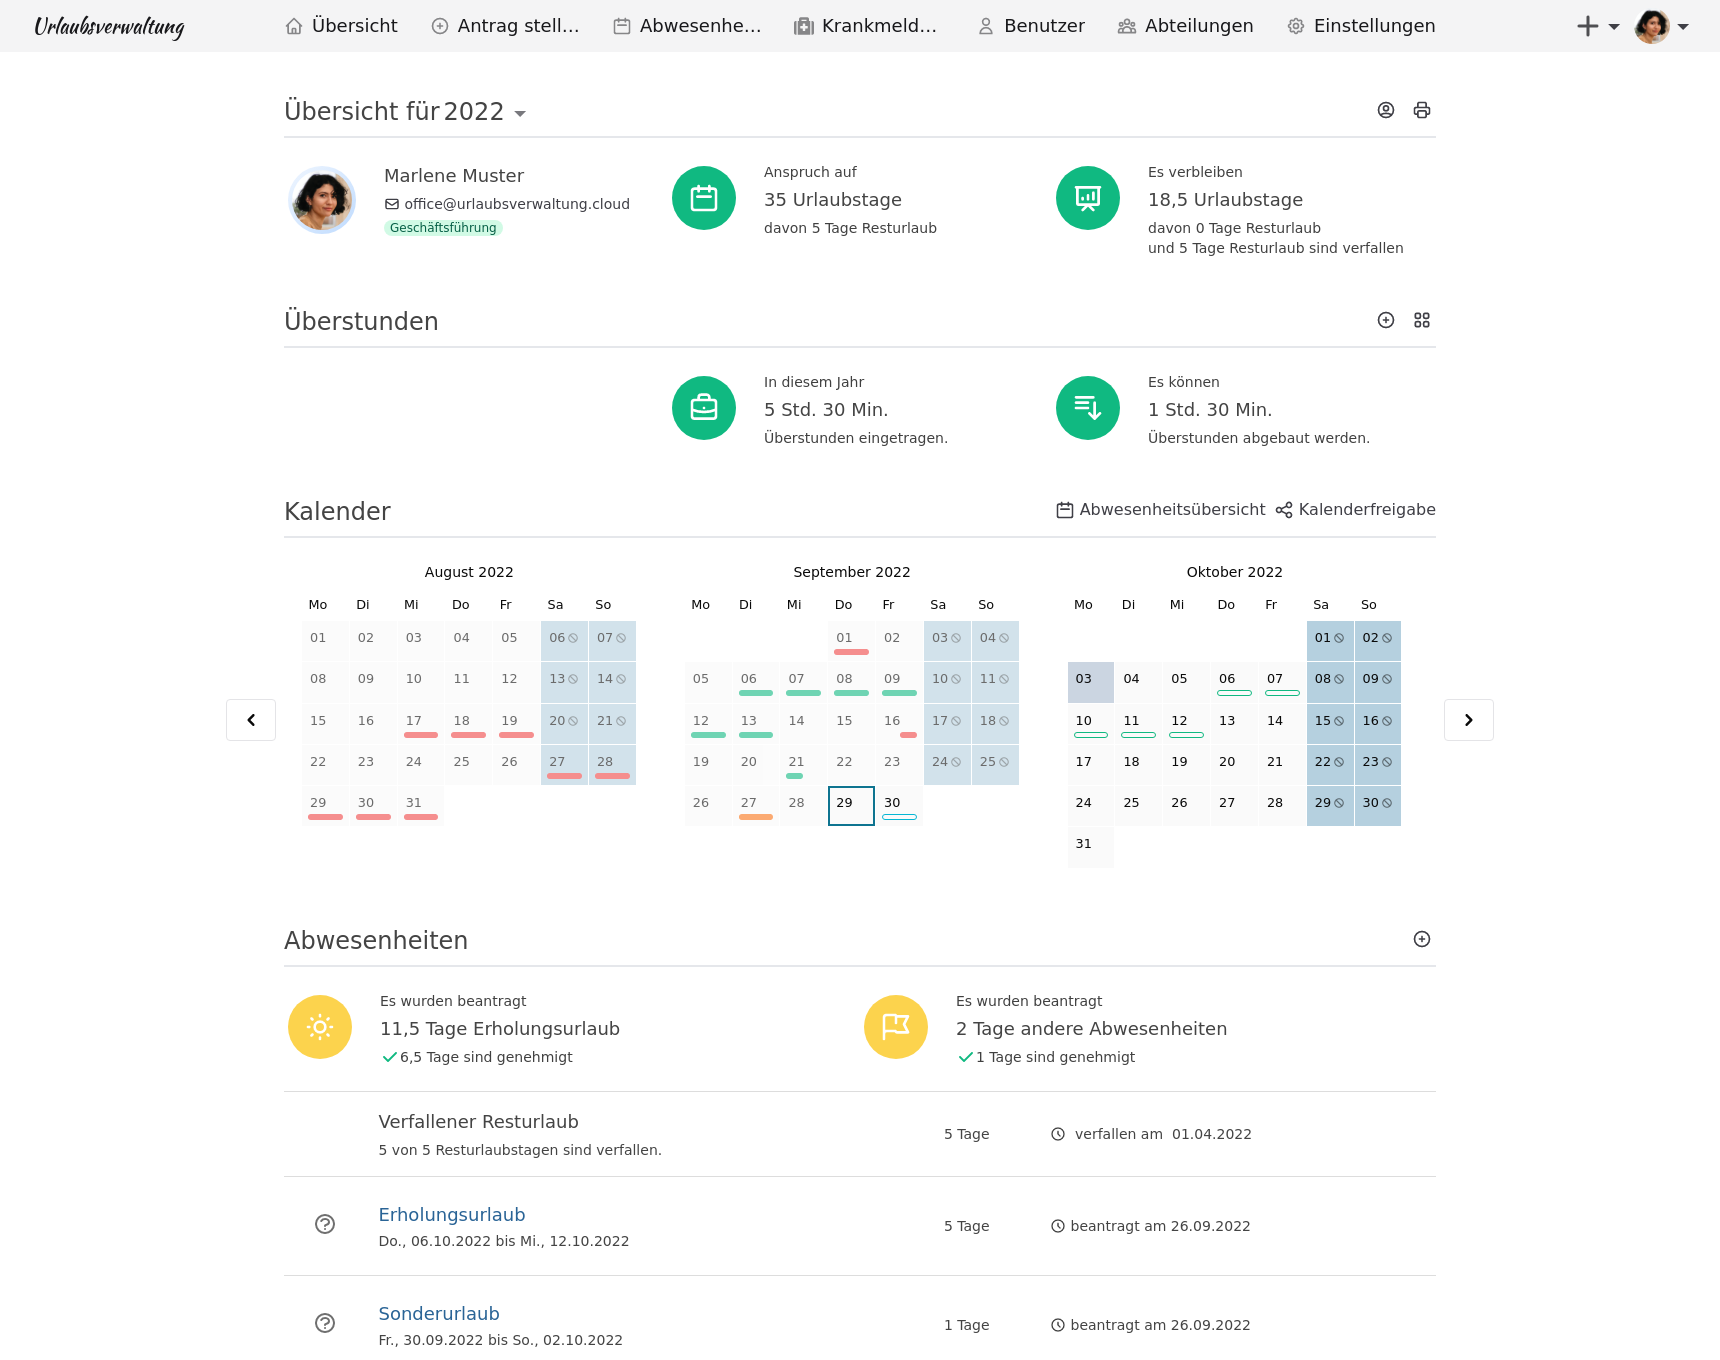 Urlaubsverwaltung
Übersicht Antrag stell... Abwesenhe... Krankmeld... Benutzer Abteilungen Einstellungen
Übersicht für 2022
Marlene Muster
office@urlaubsverwaltung.cloud
Geschäftsführung
Anspruch auf
35 Urlaubstage
davon 5 Tage Resturlaub
Es verbleiben
18,5 Urlaubstage
davon 0 Tage Resturlaub
und 5 Tage Resturlaub sind verfallen
Überstunden
In diesem Jahr
5 Std. 30 Min.
Überstunden eingetragen.
Es können
1 Std. 30 Min.
Überstunden abgebaut werden.
Kalender
Abwesenheitsübersicht Kalenderfreigabe
August 2022
Mo Di Mi Do Fr Sa So
01 02 03 04 05 06 07
08 09 10 11 12 13 14
15 16 17 18 19 20 21
22 23 24 25 26 27 28
29 30 31
September 2022
Mo Di Mi Do Fr Sa So
01 02 03 04
05 06 07 08 09 10 11
12 13 14 15 16 17 18
19 20 21 22 23 24 25
26 27 28 29 30
Oktober 2022
Mo Di Mi Do Fr Sa So
01 02
03 04 05 06 07 08 09
10 11 12 13 14 15 16
17 18 19 20 21 22 23
24 25 26 27 28 29 30
31
Abwesenheiten
Es wurden beantragt
11,5 Tage Erholungsurlaub
6,5 Tage sind genehmigt
Es wurden beantragt
2 Tage andere Abwesenheiten
1 Tage sind genehmigt
Verfallener Resturlaub
5 von 5 Resturlaubstagen sind verfallen.
5 Tage
verfallen am 01.04.2022
Erholungsurlaub
Do., 06.10.2022 bis Mi., 12.10.2022
5 Tage
beantragt am 26.09.2022
Sonderurlaub
Fr., 30.09.2022 bis So., 02.10.2022
1 Tage
beantragt am 26.09.2022